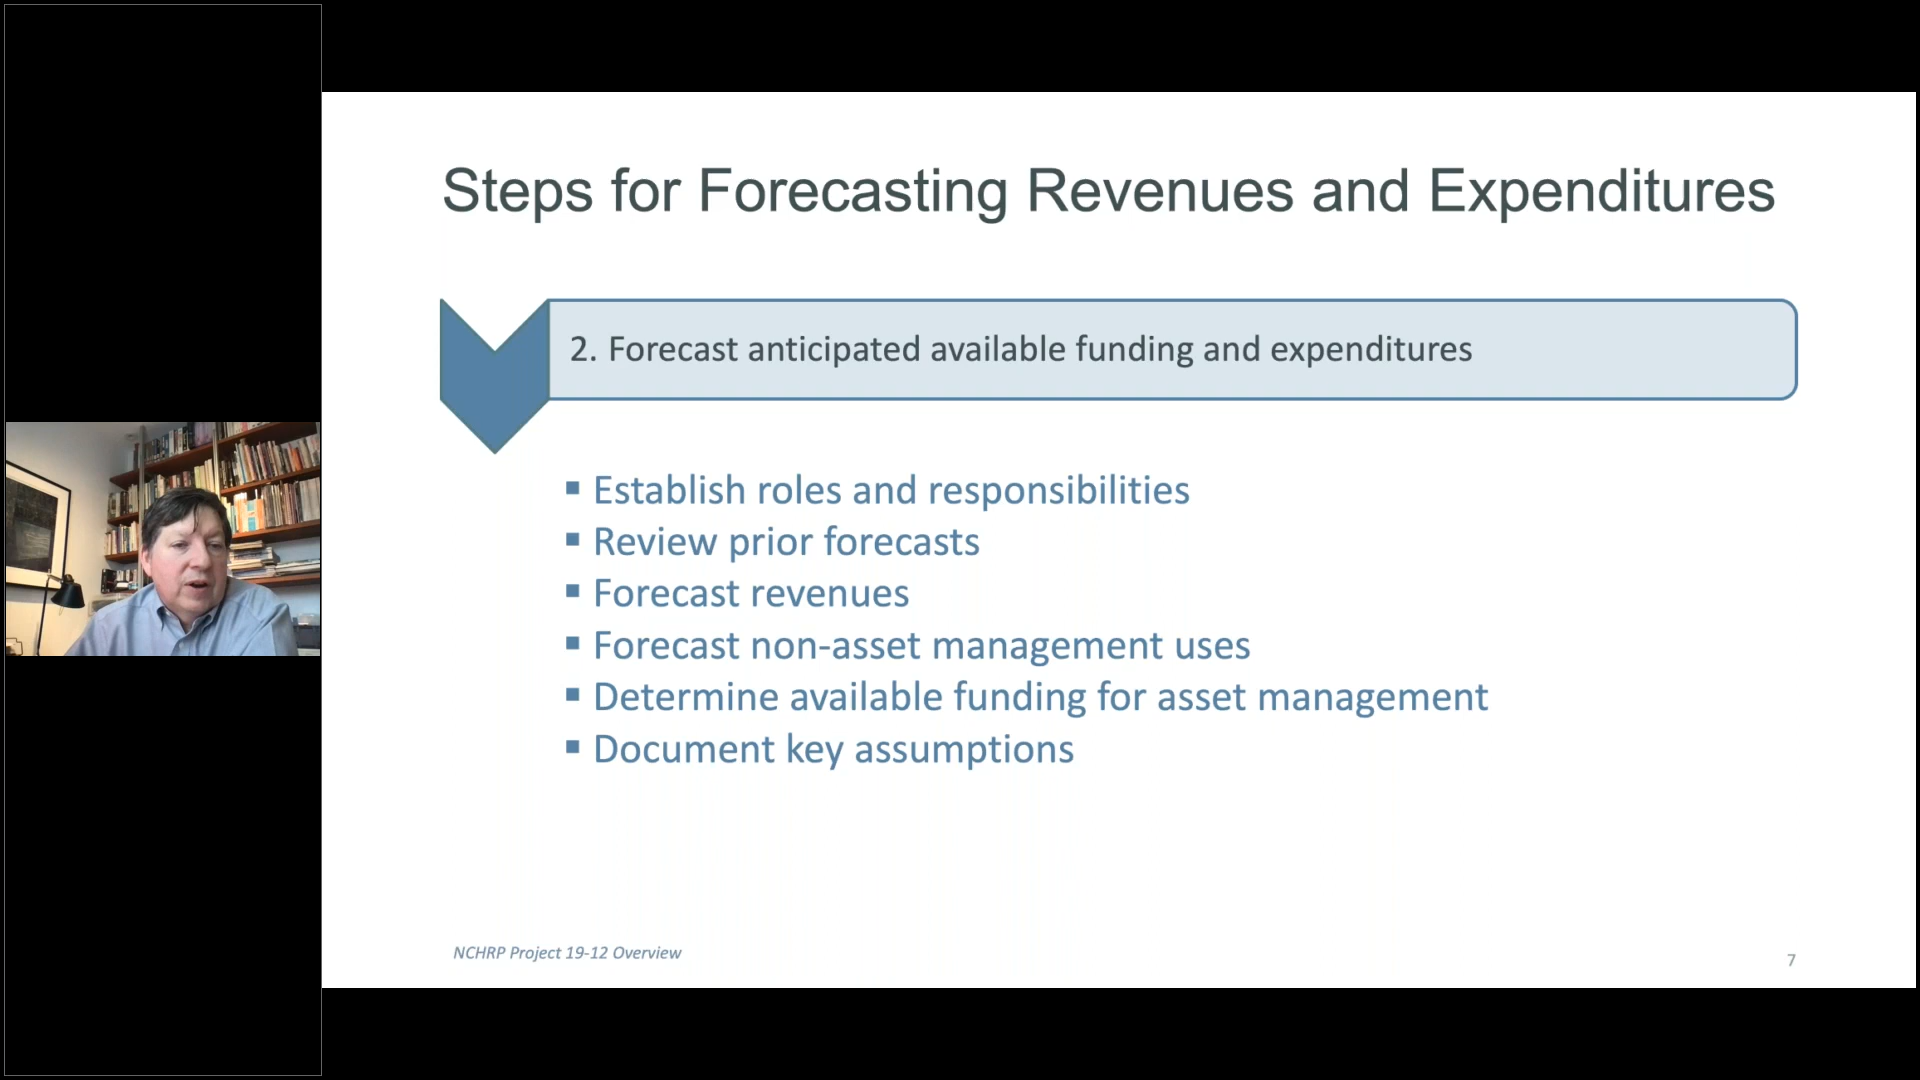 Steps for Forecasting Revenues and Expenditures
2. Forecast anticipated available funding and expenditures
▪ Establish roles and responsibilities
▪ Review prior forecasts
▪ Forecast revenues
▪ Forecast non-asset management uses
▪ Determine available funding for asset management
▪ Document key assumptions
NCHRP Project 19-12 Overview
7